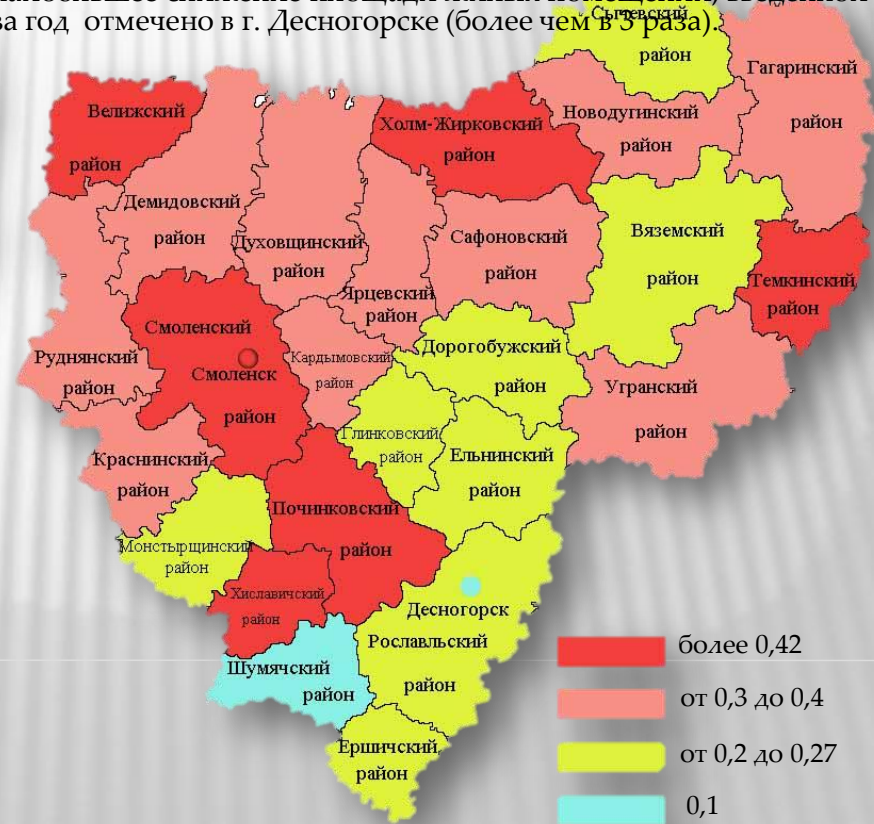 за год отмечено в г. Десногорске (более чем в 3 раза).
Сычевский
район
Гагаринский
район
Велижский
район
Холм-Жирковский
район
Новодугинский
район
Демидовский
район
Духовщинский
район
Ярцевский
район
Сафоновский
район
Вяземский
район
Темкинский
район
Смоленский
Смоленск
район
Руднянский
район
Кардымовский
район
Дорогобужский
район
Угранский
район
Краснинский
район
Глинковский
район
Ельнинский
район
Починковский
район
Монстырщинский
район
Хиславичский
район
Десногорск
Рославльский
район
Шумячский
район
Ершичский
район
более 0,42
от 0,3 до 0,4
от 0,2 до 0,27
0,1